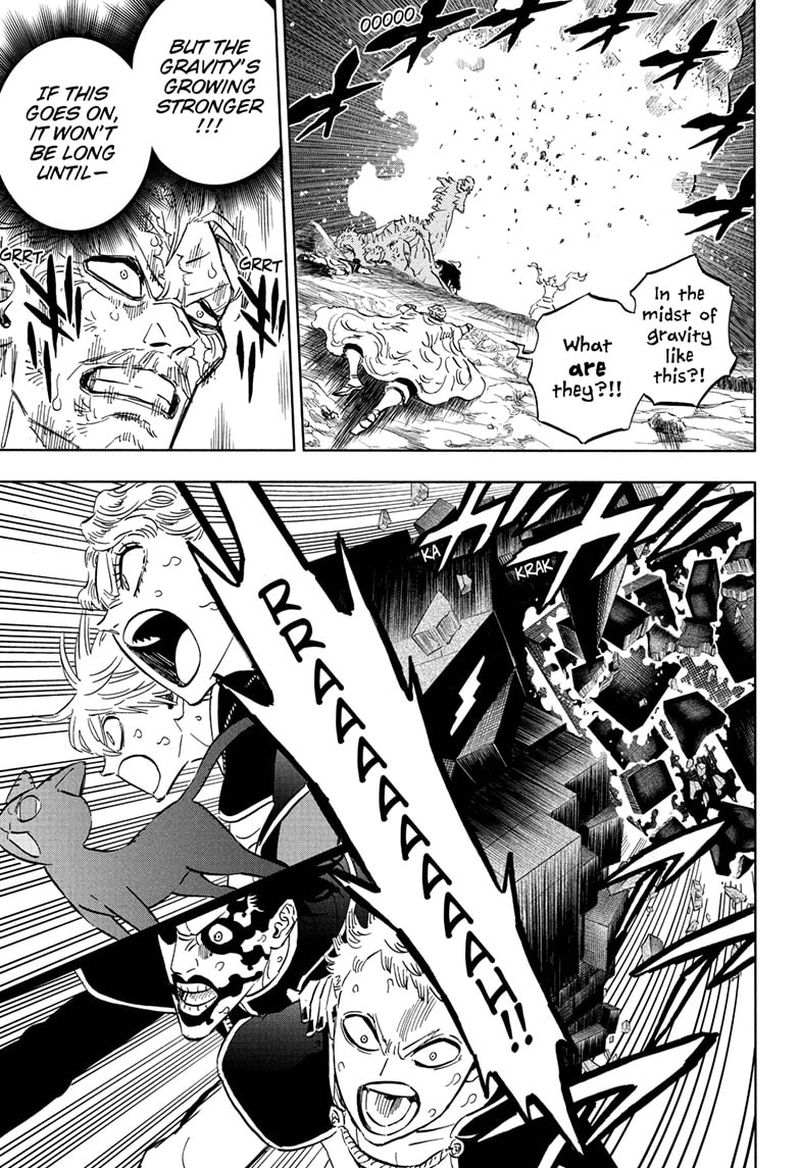 OOOOO
In the
midst of
gravity
like
this?!
What
are
they?!!
BUT THE
GRAVITY'S
GROWING
STRONGER
!!!
IF THIS
GOES ON,
IT WON'T
BE LONG
UNTIL—
GRRT
GRRT
KA
KRAK
RRAAAAAAAAAAH!!